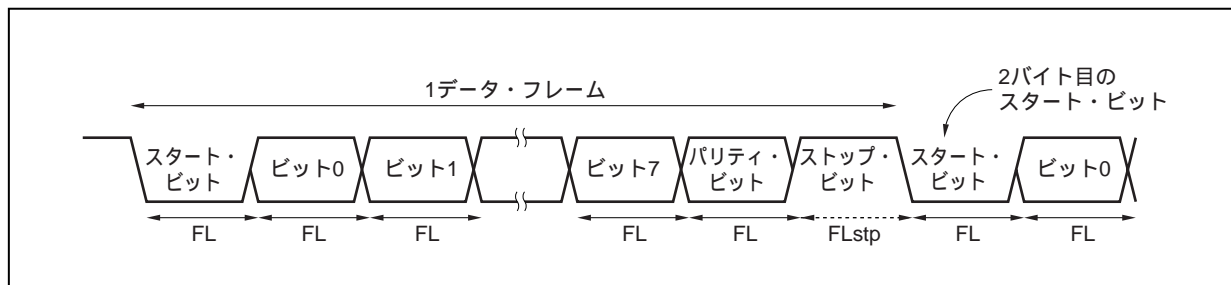 1データ・フレーム
2バイト目の
スタート・ビット
スタート・
ビット
ビット0
ビット1
ビット7
パリティ・
ビット
ストップ・
ビット
スタート・
ビット
ビット0
FL
FL
FL
FL
FL
FLstp
FL
FL